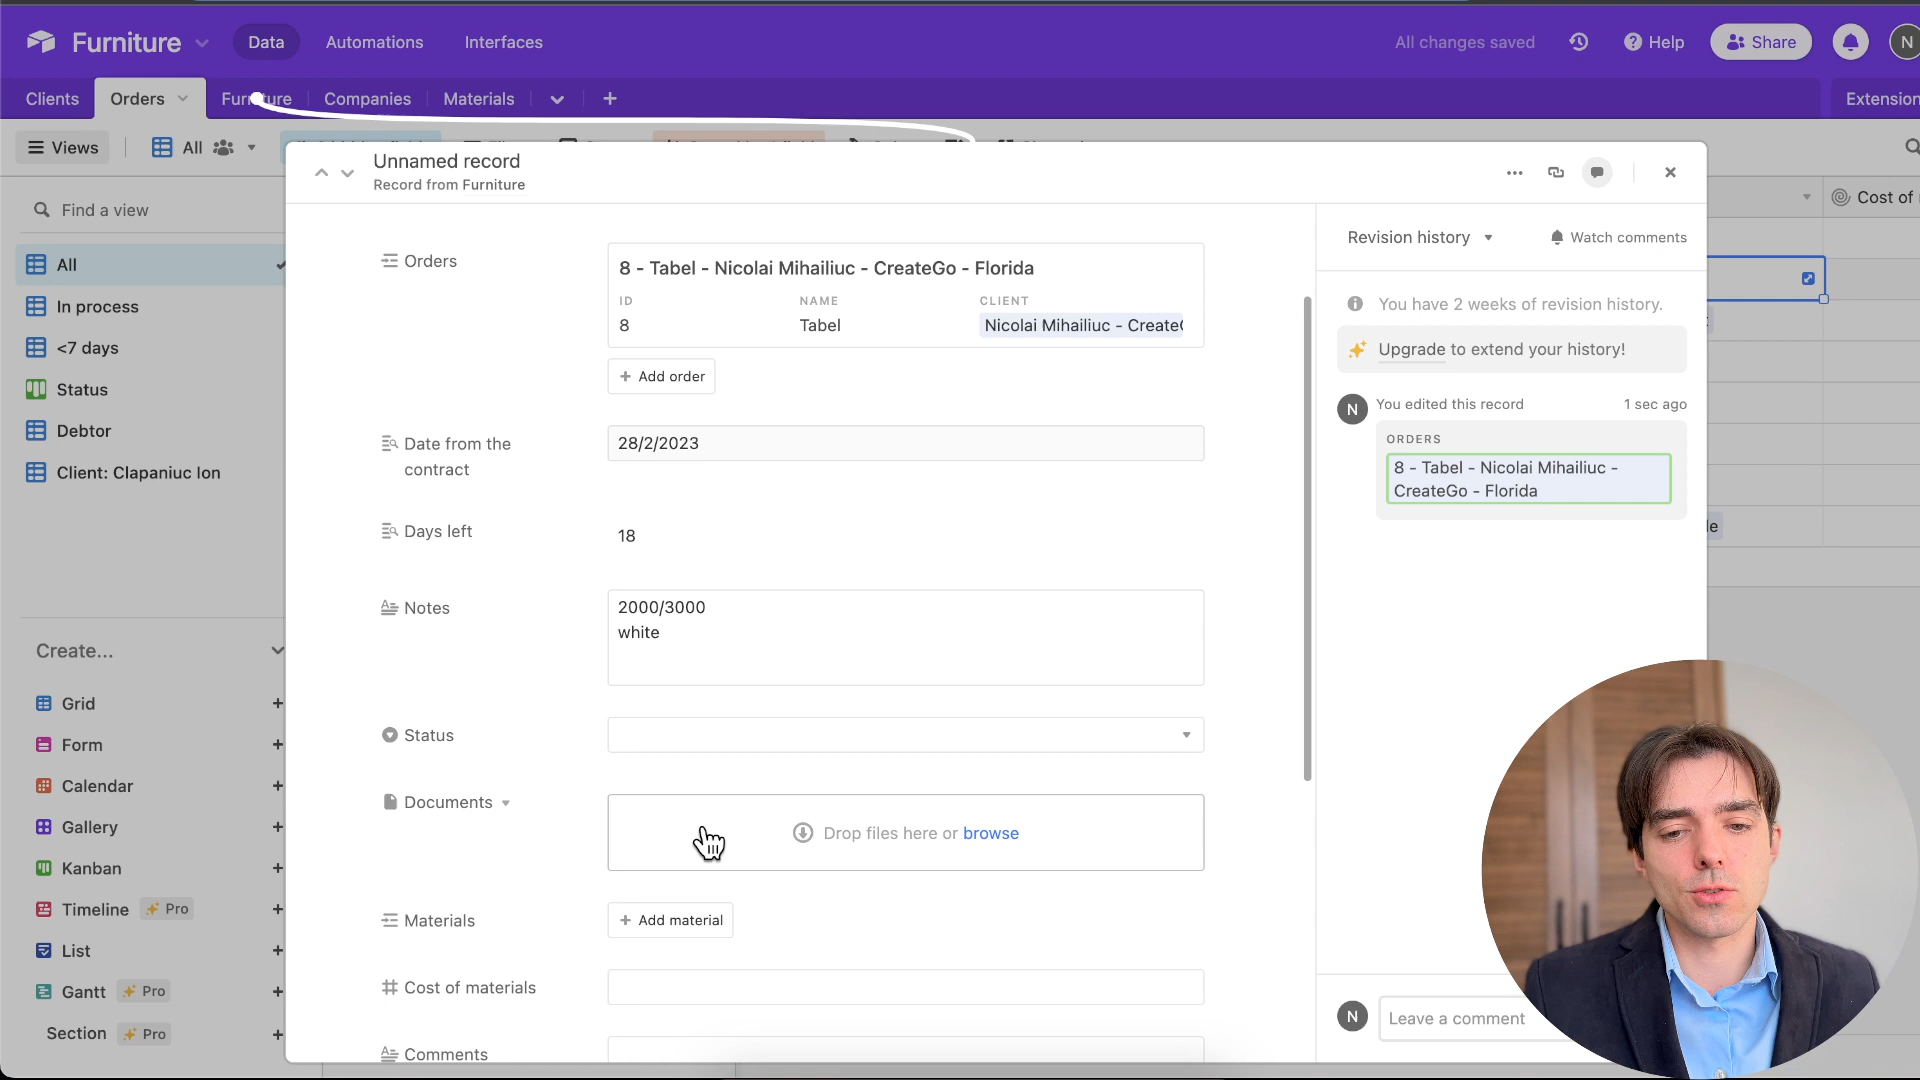 Furniture
Data
Automations
Interfaces
All changes saved
Help
Share
N
Clients
Orders
Furniture
Companies
Materials
Extension
Views
All
Unnamed record
Record from Furniture
Find a view
All
In process
<7 days
Status
Debtor
Client: Clapaniuc Ion
Create...
Grid
Form
Calendar
Gallery
Kanban
Timeline Pro
List
Gantt Pro
Section Pro
Orders
8 - Tabel - Nicolai Mihailiuc - CreateGo - Florida
ID NAME CLIENT
8 Tabel Nicolai Mihailiuc - Create
Add order
Date from the
contract
28/2/2023
Days left
18
Notes
2000/3000
white
Status
Documents
Drop files here or browse
Materials
Add material
Cost of materials
Comments
Revision history
Watch comments
You have 2 weeks of revision history.
Upgrade to extend your history!
N
You edited this record 1 sec ago
ORDERS
8 - Tabel - Nicolai Mihailiuc -
CreateGo - Florida
N
Leave a comment
Cost of
le